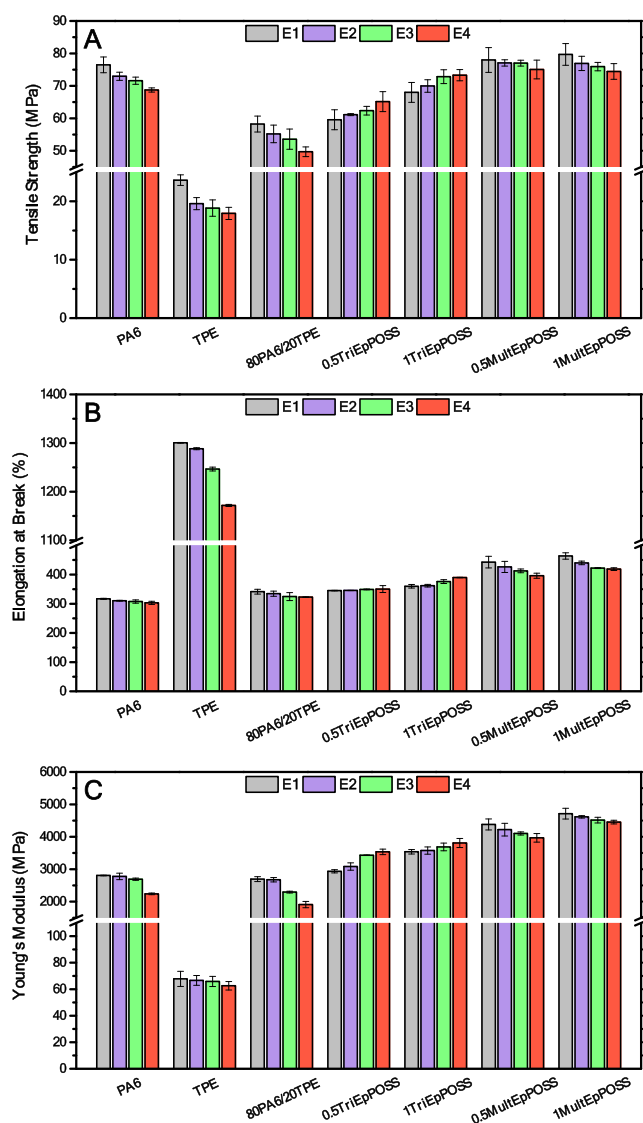 A
E1 E2 E3 E4
Tensile Strength (MPa)
90
80
70
60
50
20
10
0
PA6 TPE 80PA6/20TPE 0.5TriEpPOSS 1TriEpPOSS 0.5MultEpPOSS 1MultEpPOSS
B
E1 E2 E3 E4
Elongation at Break (%)
1400
1300
1200
1100
400
300
200
100
0
PA6 TPE 80PA6/20TPE 0.5TriEpPOSS 1TriEpPOSS 0.5MultEpPOSS 1MultEpPOSS
C
E1 E2 E3 E4
Young's Modulus (MPa)
6000
5000
4000
3000
2000
100
80
60
40
20
0
PA6 TPE 80PA6/20TPE 0.5TriEpPOSS 1TriEpPOSS 0.5MultEpPOSS 1MultEpPOSS